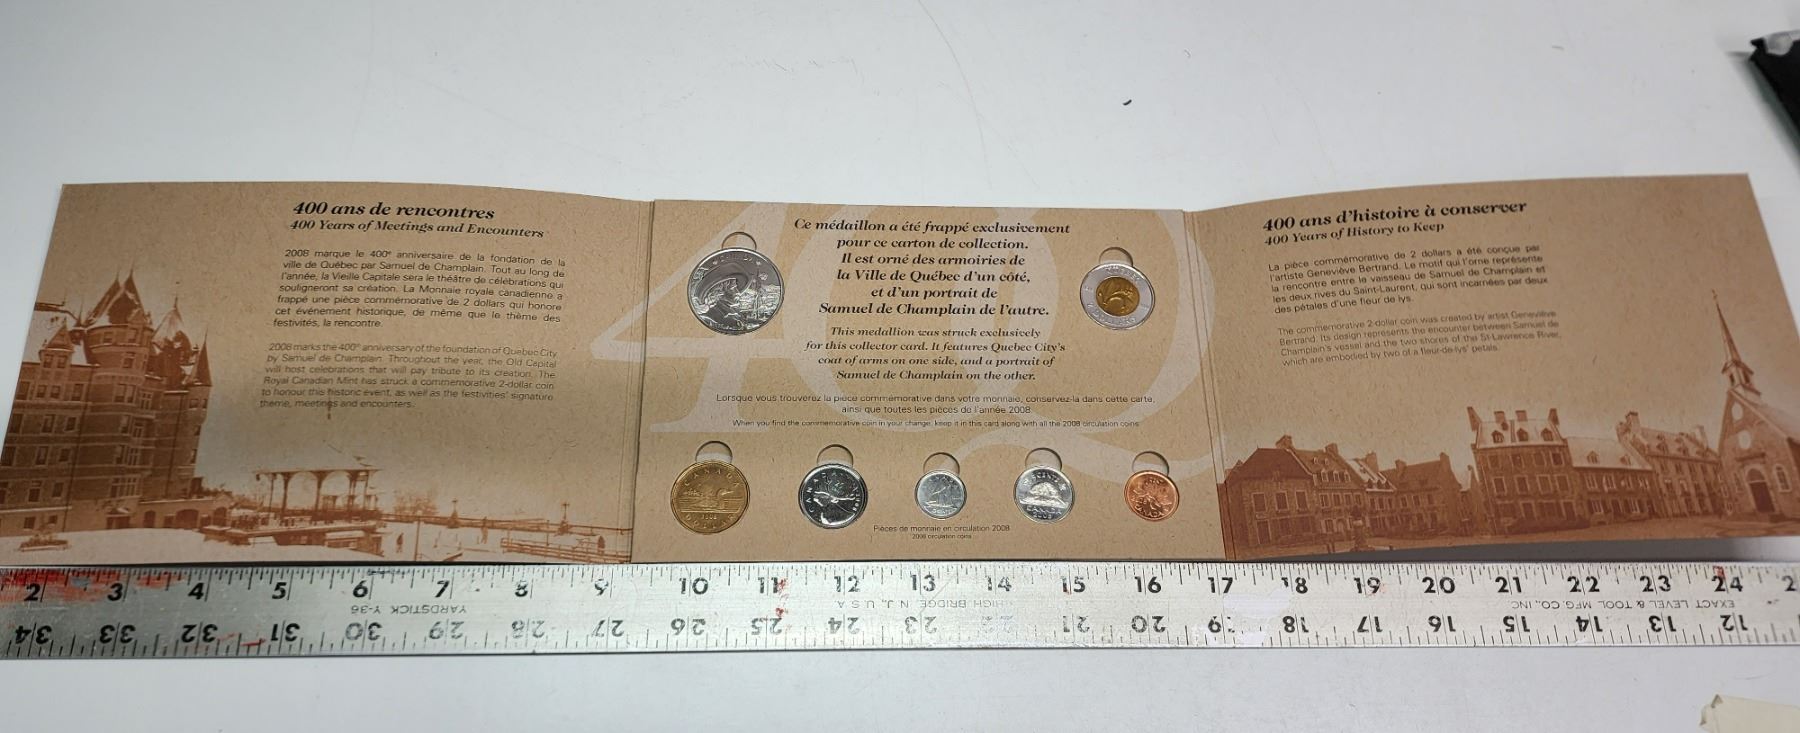 400 ans de rencontres
400 Years of Meetings and Encounters
2008 marque le 400e anniversaire de la fondation de la
ville de Québec par Samuel de Champlain. Tout au long de
l'année, la Vieille Capitale sera le théâtre de célébrations qui
souligneront sa création. La Monnaie royale canadienne a
frappé une pièce commémorative de 2 dollars qui honore
cet événement historique, de même que le thème des
festivités, la rencontre.
2008 marks the 400th anniversary of the foundation of Quebec City
by Samuel de Champlain. Throughout the year, the Old Capital
will host celebrations that will pay tribute to its creation. The
Royal Canadian Mint has struck a commemorative 2-dollar coin
to honour this historic event, as well as the festivities' signature
theme, meetings and encounters.
Ce médaillon a été frappé exclusivement
pour ce carton de collection.
Il est orné des armoiries de
la Ville de Québec d'un côté,
et d'un portrait de
Samuel de Champlain de l'autre.
This medallion was struck exclusively
for this collector card. It features Quebec City's
coat of arms on one side, and a portrait of
Samuel de Champlain on the other.
Lorsque vous trouverez la pièce commémorative dans votre monnaie, conservez-la dans cette carte,
ainsi que toutes les pièces de l'année 2008.
When you find the commemorative coin in your change, keep it in this card along with all the 2008 circulation coins.
CANADA
1998
DOLLAR
CANADA
5 CENTS
CANADA
CANADA
Pièces de monnaie en circulation 2008
2008 circulation coins
400 ans d'histoire à conserver
400 Years of History to Keep
La pièce commémorative de 2 dollars a été conçue par
l'artiste Geneviève Bertrand. Le motif qui l'orne représente
la rencontre entre le vaisseau de Samuel de Champlain et
les deux rives du Saint-Laurent, qui sont incarnées par deux
des pétales d'une fleur de lys.
The commemorative 2-dollar coin was created by artist Geneviève
Bertrand. Its design represents the encounter between Samuel de
Champlain's vessel and the two shores of the St-Lawrence River,
which are embodied by two of a fleur-de-lys' petals.
2 3 4 5 6 7 8 9 10 11 12 13 14 15 16 17 18 19 20 21 22 23 24 2
YARDSTICK Y-36
HIGH BRIDGE, N.J., U.S.A
EXACT LEVEL & TOOL MFG. CO., INC
34 33 32 31 30 29 28 27 26 25 24 23 22 21 20 19 18 17 16 15 14 13 12